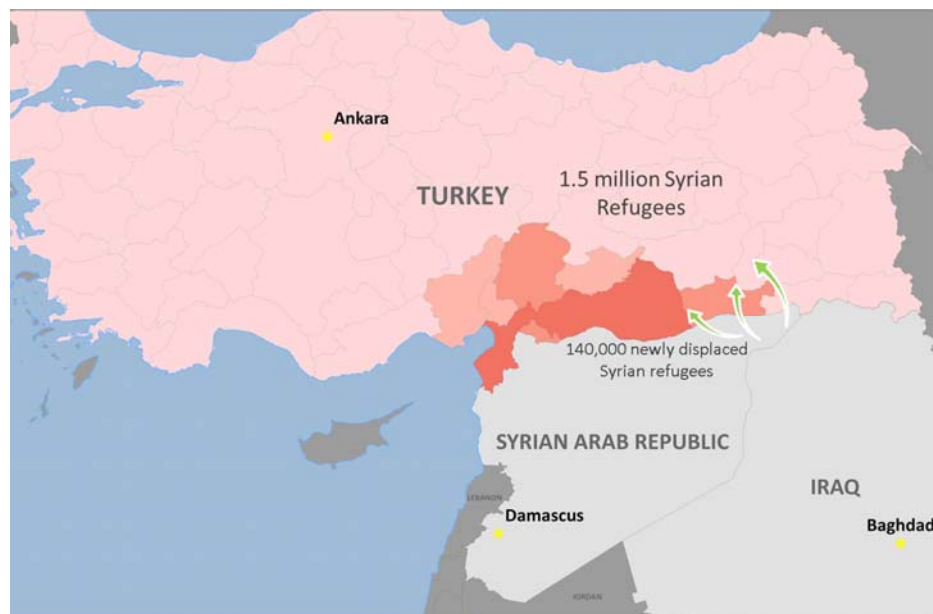 Ankara
TURKEY
1.5 million Syrian
Refugees
140,000 newly displaced
Syrian refugees
SYRIAN ARAB REPUBLIC
IRAQ
LEBANON
Damascus
Baghdad
JORDAN